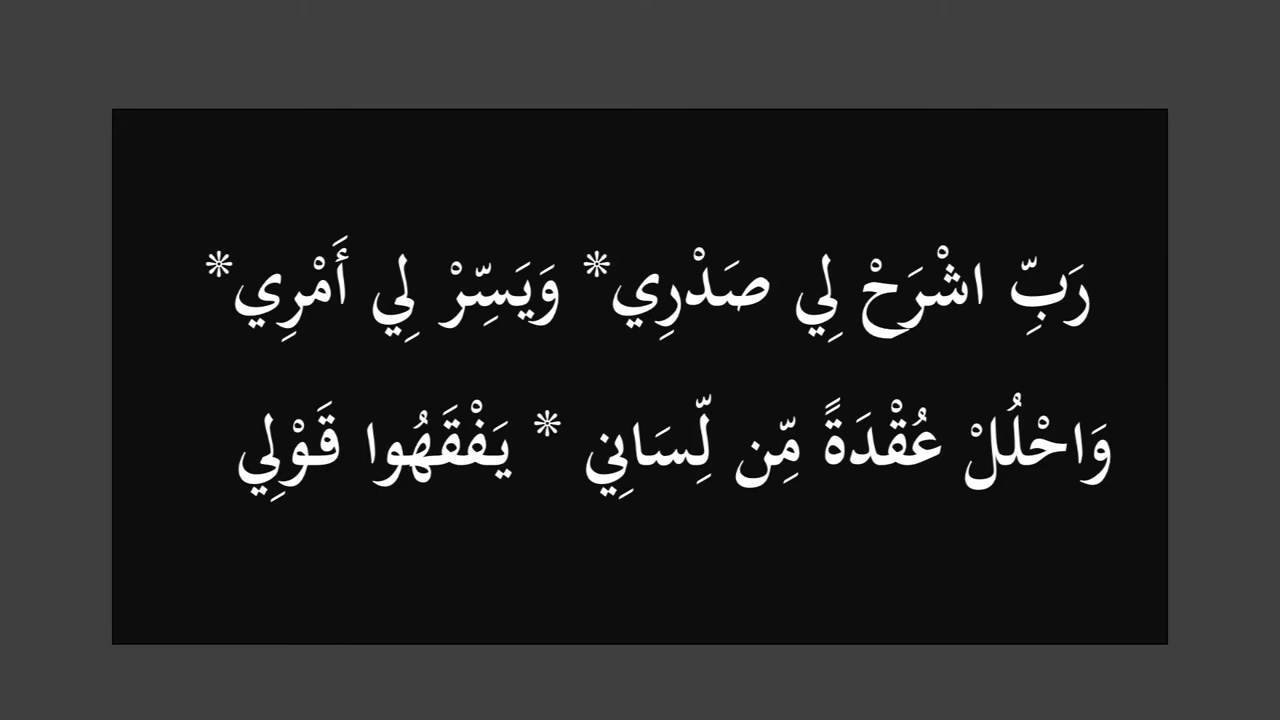 رَبِّ اشْرَحْ لِي صَدْرِي* وَيَسِّرْ لِي أَمْرِي*
وَاحْلُلْ عُقْدَةً مِّن لِّسَانِي * يَفْقَهُوا قَوْلِي